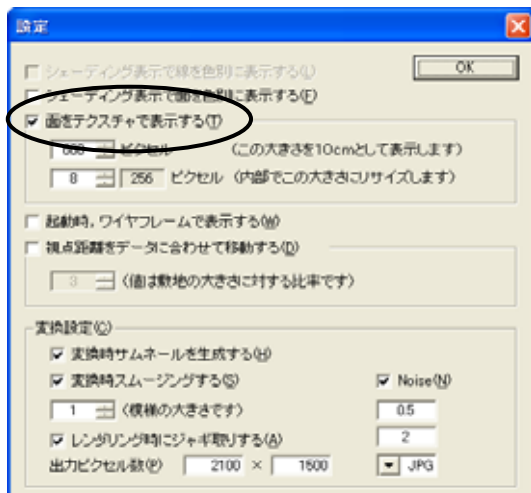 設定
シェーディング表示で線を色別に表示する(L)
OK
シェーディング表示で面を色別に表示する(F)
面をテクスチャで表示する(T)
ピクセル (この大きさを10cmとして表示します)
8 256 ピクセル (内部でこの大きさにリサイズします)
起動時，ワイヤフレームで表示する(W)
視点距離をデータに合わせて移動する(D)
3 (値は敷地の大きさに対する比率です)
変換設定(C)
変換時サムネールを生成する(H)
変換時スムージングする(S) Noise(N)
1 (模様の大きさです) 0.5
レンダリング時にジャギ取りする(A) 2
出力ピクセル数(P) 2100 × 1500 JPG